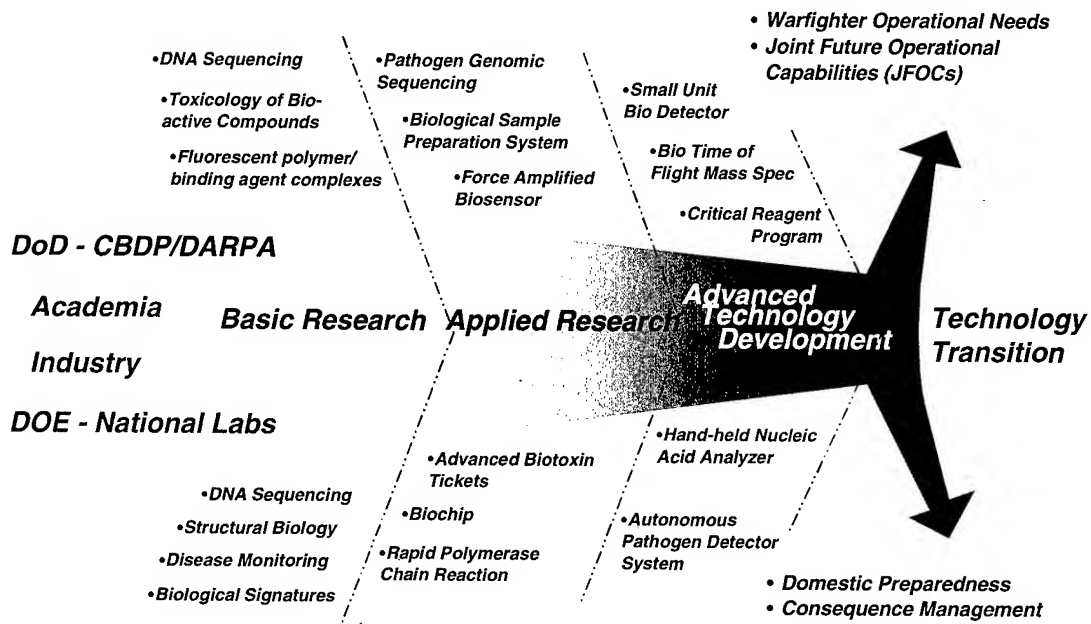 • Warfighter Operational Needs
• Joint Future Operational
Capabilities (JFOCs)
•DNA Sequencing
•Toxicology of Bio-
active Compounds
•Fluorescent polymer/
binding agent complexes
•Pathogen Genomic
Sequencing
•Biological Sample
Preparation System
•Force Amplified
Biosensor
•Small Unit
Bio Detector
•Bio Time of
Flight Mass Spec
•Critical Reagent
Program
DoD - CBDP/DARPA
Academia
Industry
DOE - National Labs
Basic Research
Applied Research
Advanced
Technology
Development
Technology
Transition
•DNA Sequencing
•Structural Biology
•Disease Monitoring
•Biological Signatures
•Advanced Biotoxin
Tickets
•Biochip
•Rapid Polymerase
Chain Reaction
•Hand-held Nucleic
Acid Analyzer
•Autonomous
Pathogen Detector
System
• Domestic Preparedness
• Consequence Management